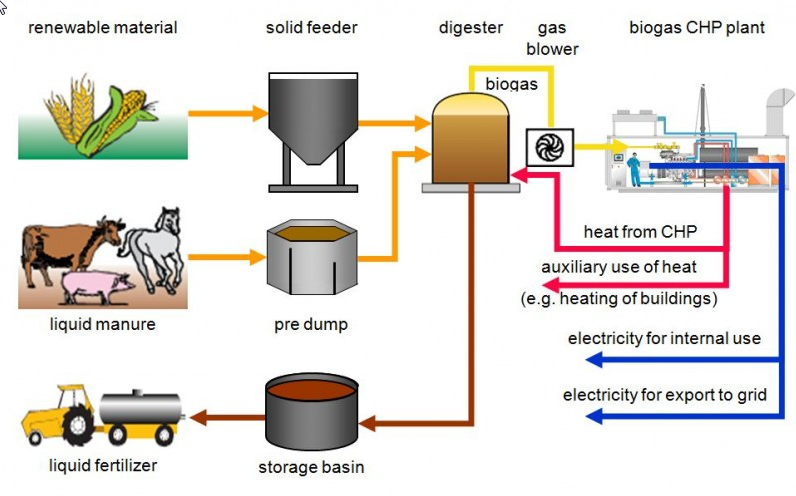 renewable material
solid feeder
digester
gas
blower
biogas CHP plant
biogas
heat from CHP
auxiliary use of heat
(e.g. heating of buildings)
liquid manure
pre dump
electricity for internal use
electricity for export to grid
liquid fertilizer
storage basin